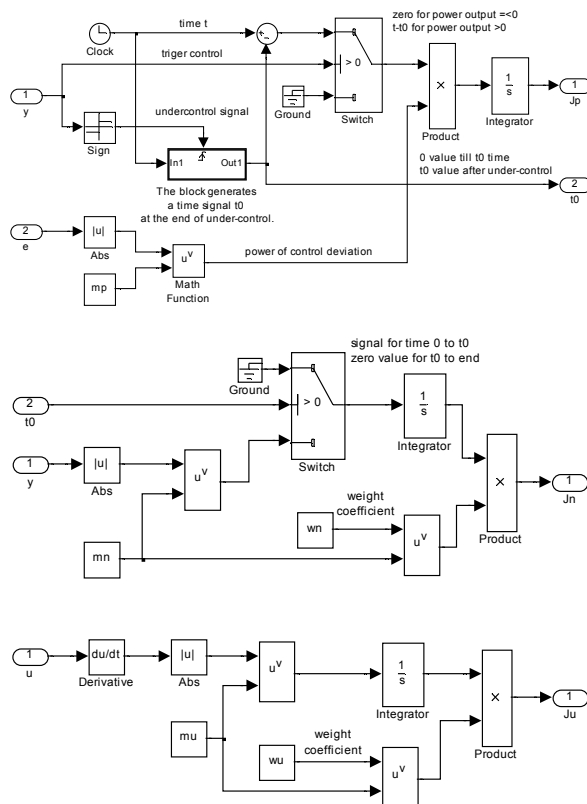 time t
zero for power output =<0
t-t0 for power output >0
Clock
triger control
> 0
1
y
undercontrol signal
Ground
Switch
×
Product
1
s
Integrator
1
Jp
Sign
In1
Out1
0 value till t0 time
t0 value after under-control
The block generates
a time signal t0
at the end of under-control.
2
t0
2
e
|u|
Abs
u^v
power of control deviation
mp
Math
Function
signal for time 0 to t0
zero value for t0 to end
Ground
2
t0
> 0
1
s
Integrator
1
y
|u|
Abs
u^v
Switch
×
Product
1
Jn
weight
coefficient
mn
wn
u^v
1
u
du/dt
Derivative
|u|
Abs
u^v
1
s
Integrator
×
Product
1
Ju
mu
weight
coefficient
wu
u^v